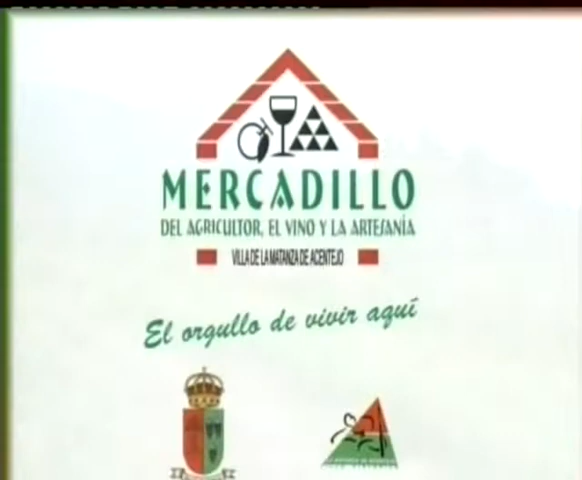 MERCADILLO
DEL AGRICULTOR, EL VINO Y LA ARTESANÍA
VILLA DE LA MATANZA DE ACENTEJO
El orgullo de vivir aquí